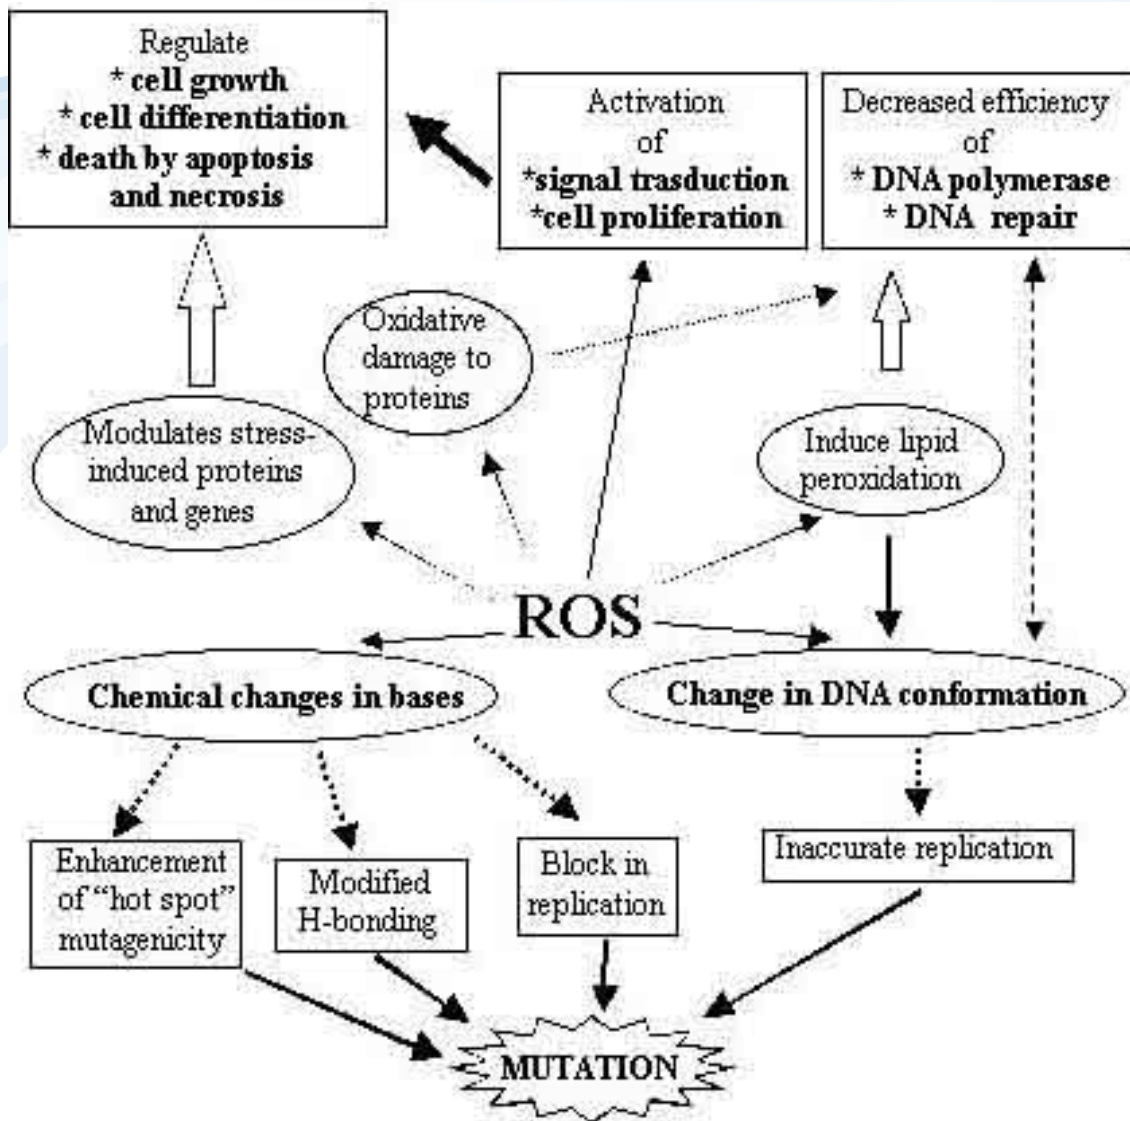 Regulate
* cell growth
* cell differentiation
* death by apoptosis
and necrosis
Activation
of
*signal trasduction
*cell proliferation
Decreased efficiency
of
* DNA polymerase
* DNA repair
Oxidative
damage to
proteins
Modulates stress-
induced proteins
and genes
Induce lipid
peroxidation
ROS
Chemical changes in bases
Change in DNA conformation
Enhancement
of “hot spot”
mutagenicity
Modified
H-bonding
Block in
replication
Inaccurate replication
MUTATION